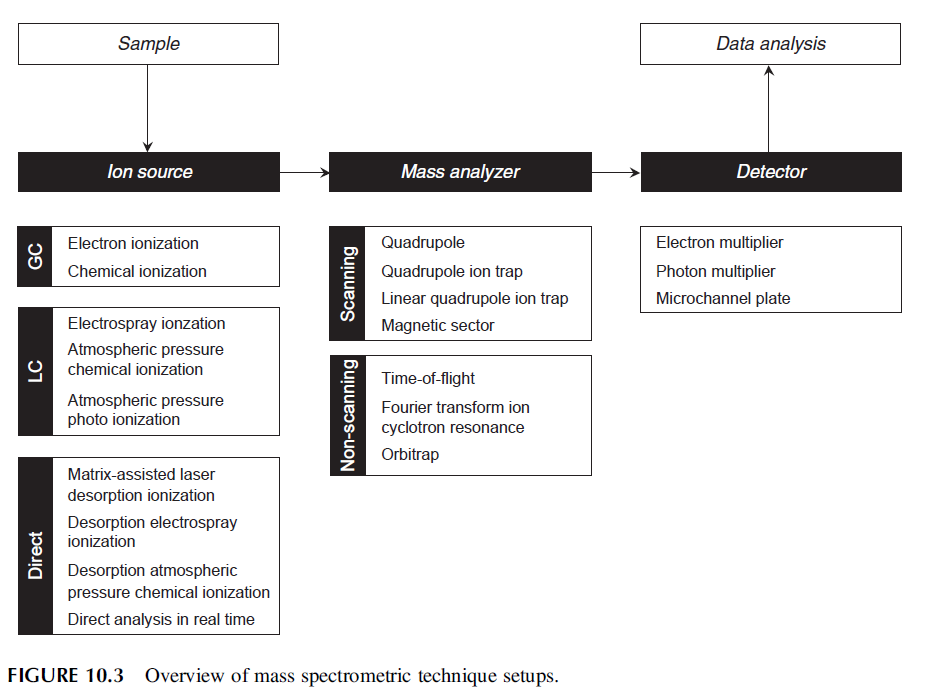 Sample
Data analysis
Ion source
Mass analyzer
Detector
GC
Electron ionization
Chemical ionization
LC
Electrospray ionzation
Atmospheric pressure
chemical ionization
Atmospheric pressure
photo ionization
Direct
Matrix-assisted laser
desorption ionization
Desorption electrospray
ionization
Desorption atmospheric
pressure chemical ionization
Direct analysis in real time
Scanning
Quadrupole
Quadrupole ion trap
Linear quadrupole ion trap
Magnetic sector
Non-scanning
Time-of-flight
Fourier transform ion
cyclotron resonance
Orbitrap
Electron multiplier
Photon multiplier
Microchannel plate
FIGURE 10.3 Overview of mass spectrometric technique setups.